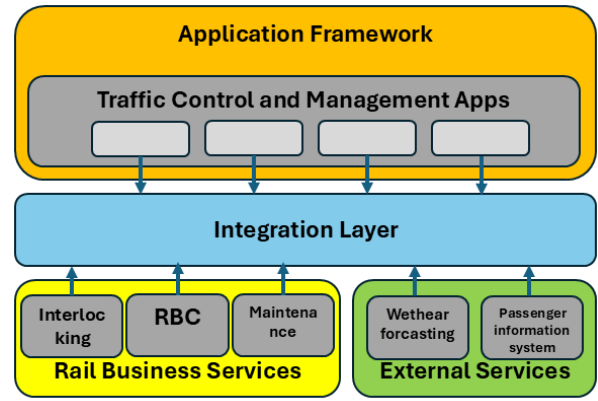 Application Framework
Traffic Control and Management Apps
Integration Layer
Interloc
king
RBC
Maintena
nce
Rail Business Services
Wethear
forcasting
Passenger
information
system
External Services